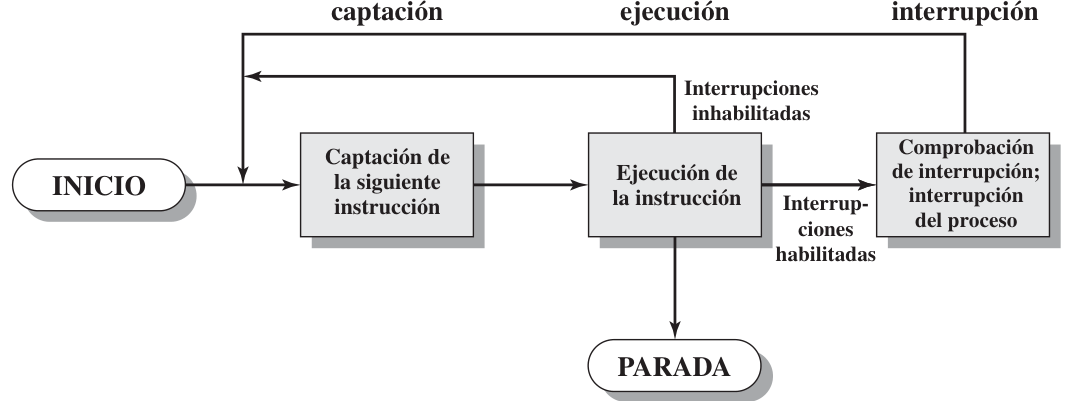 captación
ejecución
interrupción
Interrupciones
inhabilitadas
INICIO
Captación de
la siguiente
instrucción
Ejecución de
la instrucción
Interrup-
ciones
habilitadas
Comprobación
de interrupción;
interrupción
del proceso
PARADA